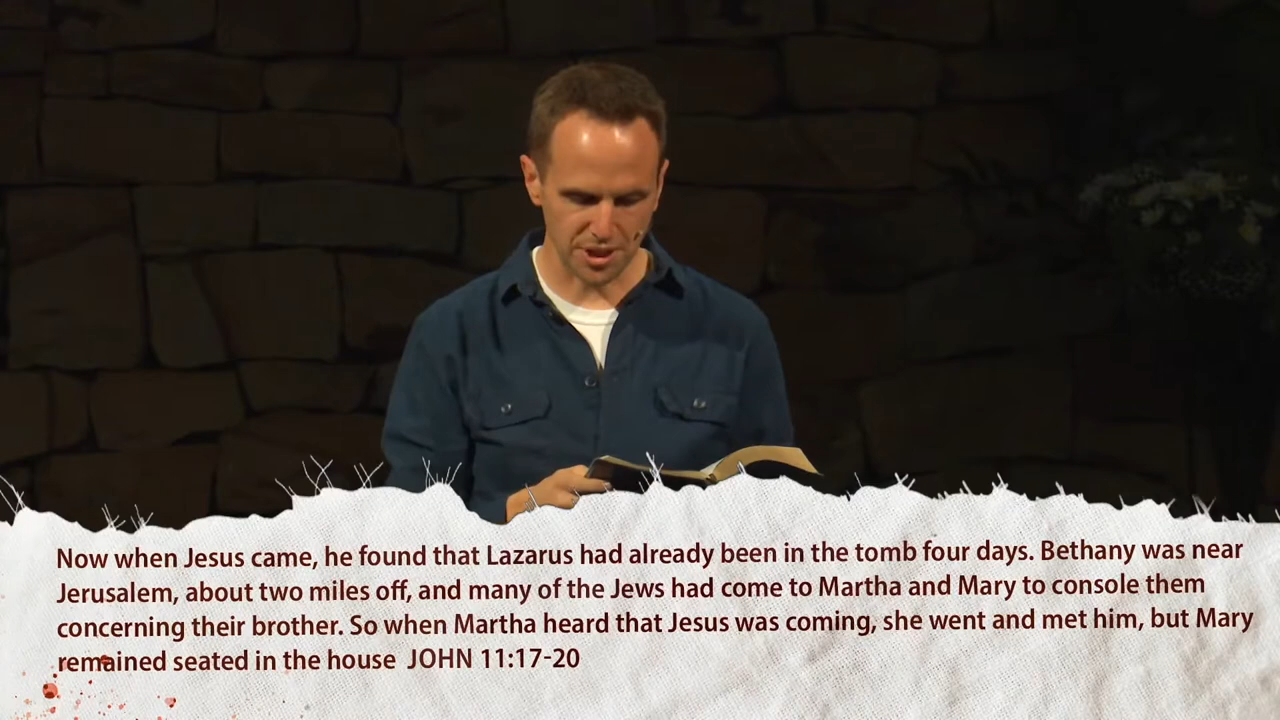 Now when Jesus came, he found that Lazarus had already been in the tomb four days. Bethany was near
Jerusalem, about two miles off, and many of the Jews had come to Martha and Mary to console them
concerning their brother. So when Martha heard that Jesus was coming, she went and met him, but Mary
remained seated in the house JOHN 11:17-20